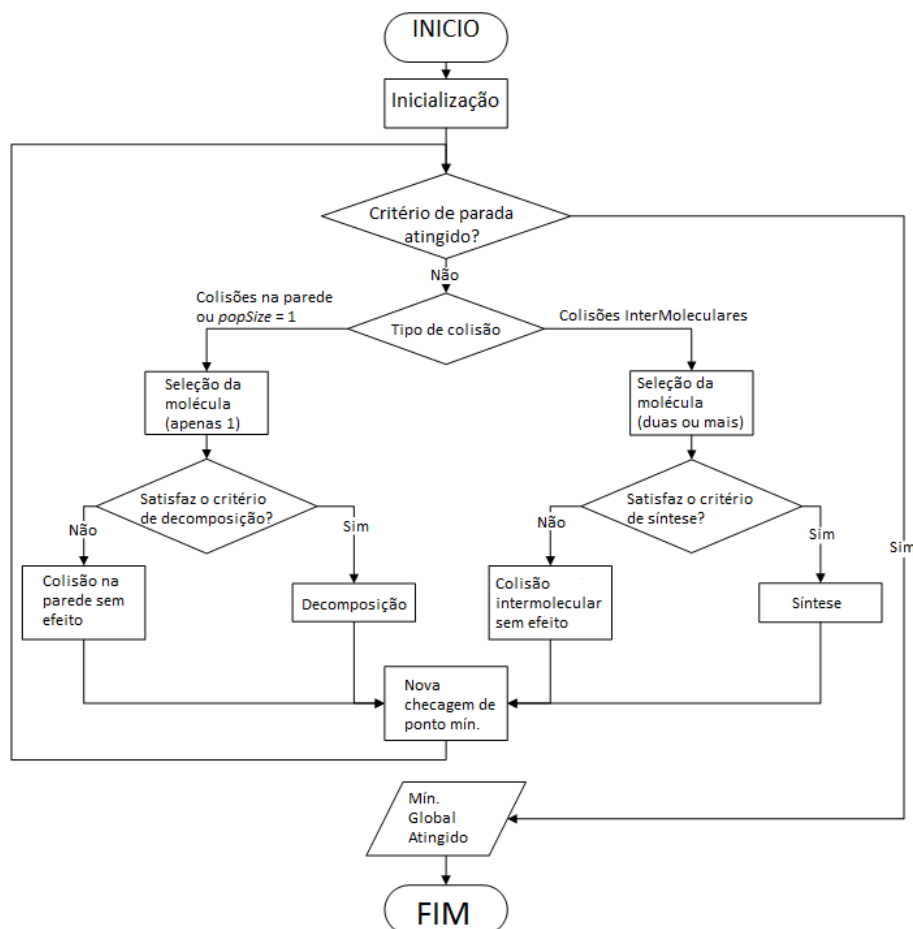 INICIO
Inicialização
Critério de parada
atingido?
Não
Colisões na parede
ou popSize = 1
Tipo de colisão
Colisões InterMoleculares
Seleção da
molécula
(apenas 1)
Seleção da
molécula
(duas ou mais)
Satisfaz o critério
de decomposição?
Satisfaz o critério
de síntese?
Não
Sim
Não
Sim
Sim
Colisão na
parede sem
efeito
Decomposição
Colisão
intermolecular
sem efeito
Síntese
Nova
checagem de
ponto mín.
Mín.
Global
Atingido
FIM